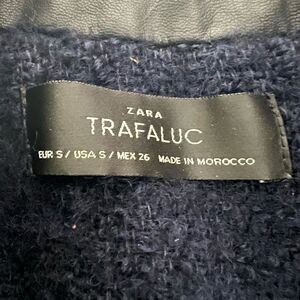 ZARA
TRAFALUC
EUR S / USA S / MEX 26 MADE IN MOROCCO